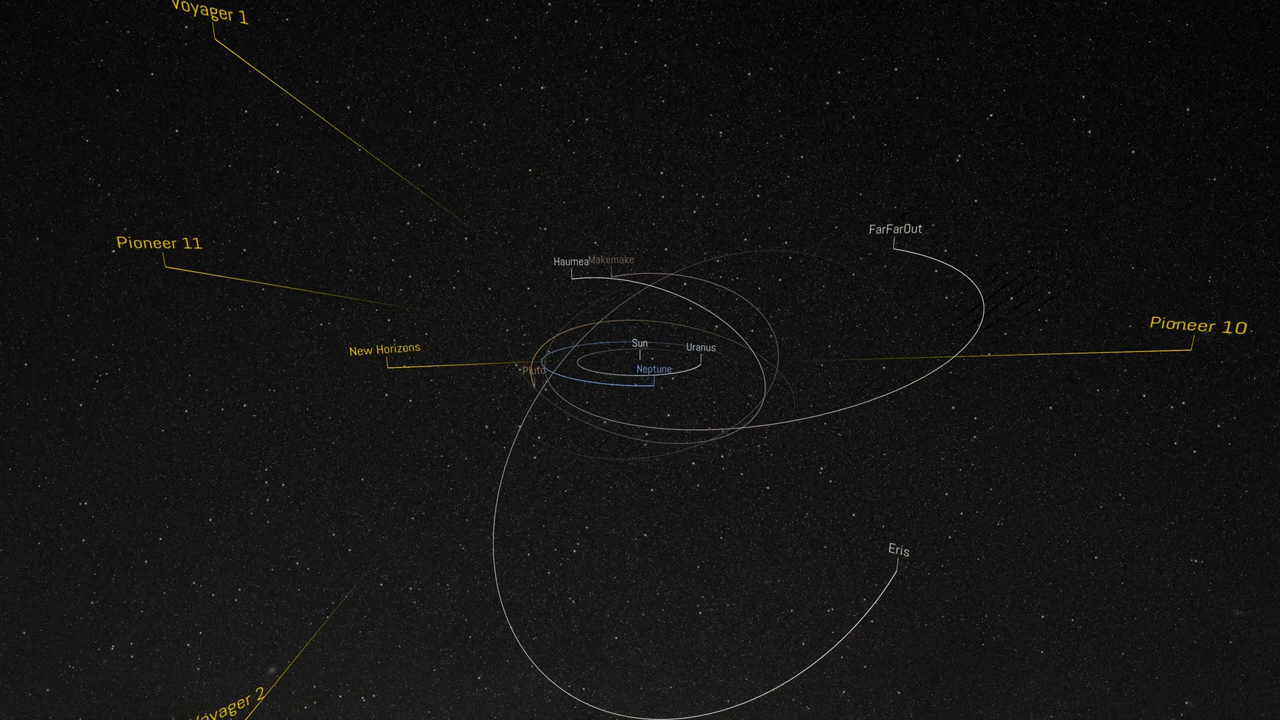 Voyager 1
FarFarOut
Pioneer 11
Haumea
Makemake
Pioneer 10
Sun
Uranus
New Horizons
Pluto
Neptune
Eris
Voyager 2